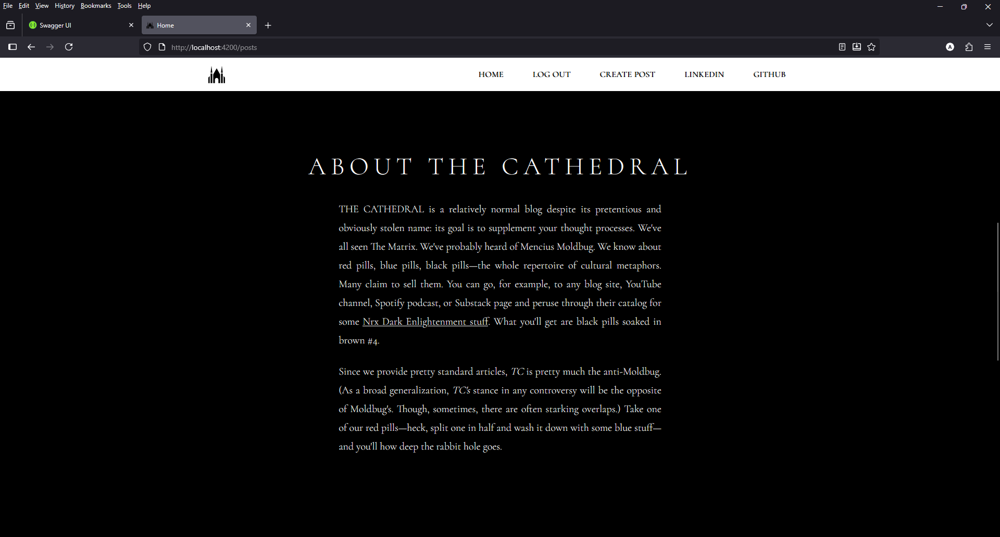 File Edit View History Bookmarks Tools Help
Swagger UI
Home
http://localhost:4200/posts
A
HOME LOG OUT CREATE POST LINKEDIN GITHUB
ABOUT THE CATHEDRAL
THE CATHEDRAL is a relatively normal blog despite its pretentious and
obviously stolen name: its goal is to supplement your thought processes. We've
all seen The Matrix. We've probably heard of Mencius Moldbug. We know about
red pills, blue pills, black pills—the whole repertoire of cultural metaphors.
Many claim to sell them. You can go, for example, to any blog site, YouTube
channel, Spotify podcast, or Substack page and peruse through their catalog for
some Nrx Dark Enlightenment stuff. What you'll get are black pills soaked in
brown #4.
Since we provide pretty standard articles, TC is pretty much the anti-Moldbug.
(As a broad generalization, TC's stance in any controversy will be the opposite
of Moldbug's. Though, sometimes, there are often starking overlaps.) Take one
of our red pills—heck, split one in half and wash it down with some blue stuff—
and you'll how deep the rabbit hole goes.